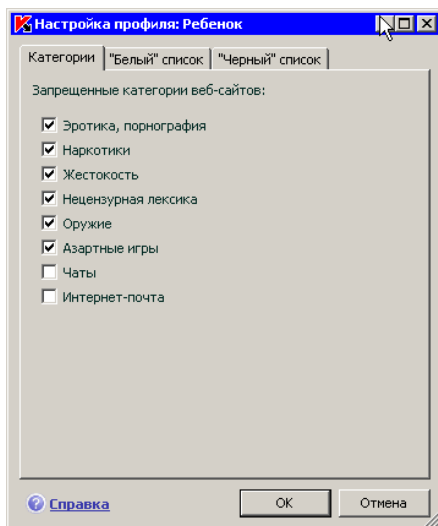 Настройка профиля: Ребенок
Категории "Белый" список "Черный" список
Запрещенные категории веб-сайтов:
Эротика, порнография
Наркотики
Жестокость
Нецензурная лексика
Оружие
Азартные игры
Чаты
Интернет-почта
Справка OK Отмена